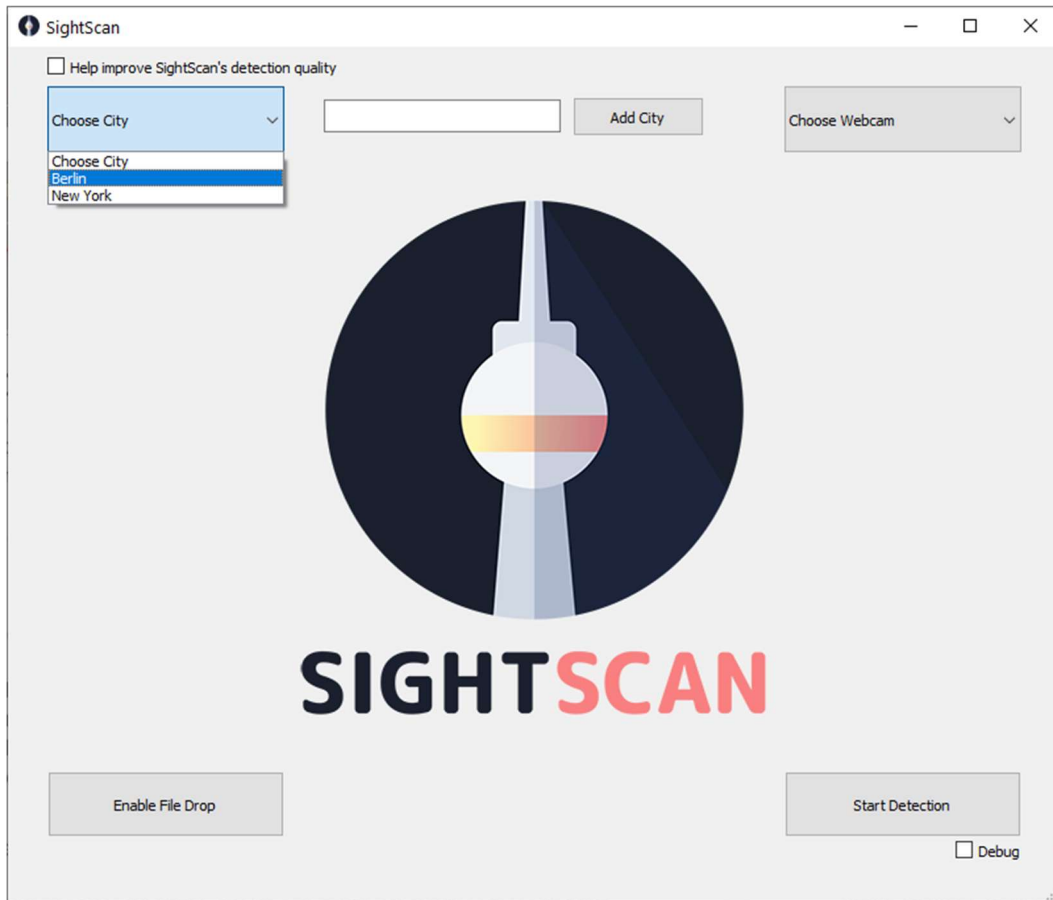 SightScan
Help improve SightScan's detection quality
Choose City
Add City
Choose Webcam
Choose City
Berlin
New York
SIGHTSCAN
Enable File Drop
Start Detection
Debug